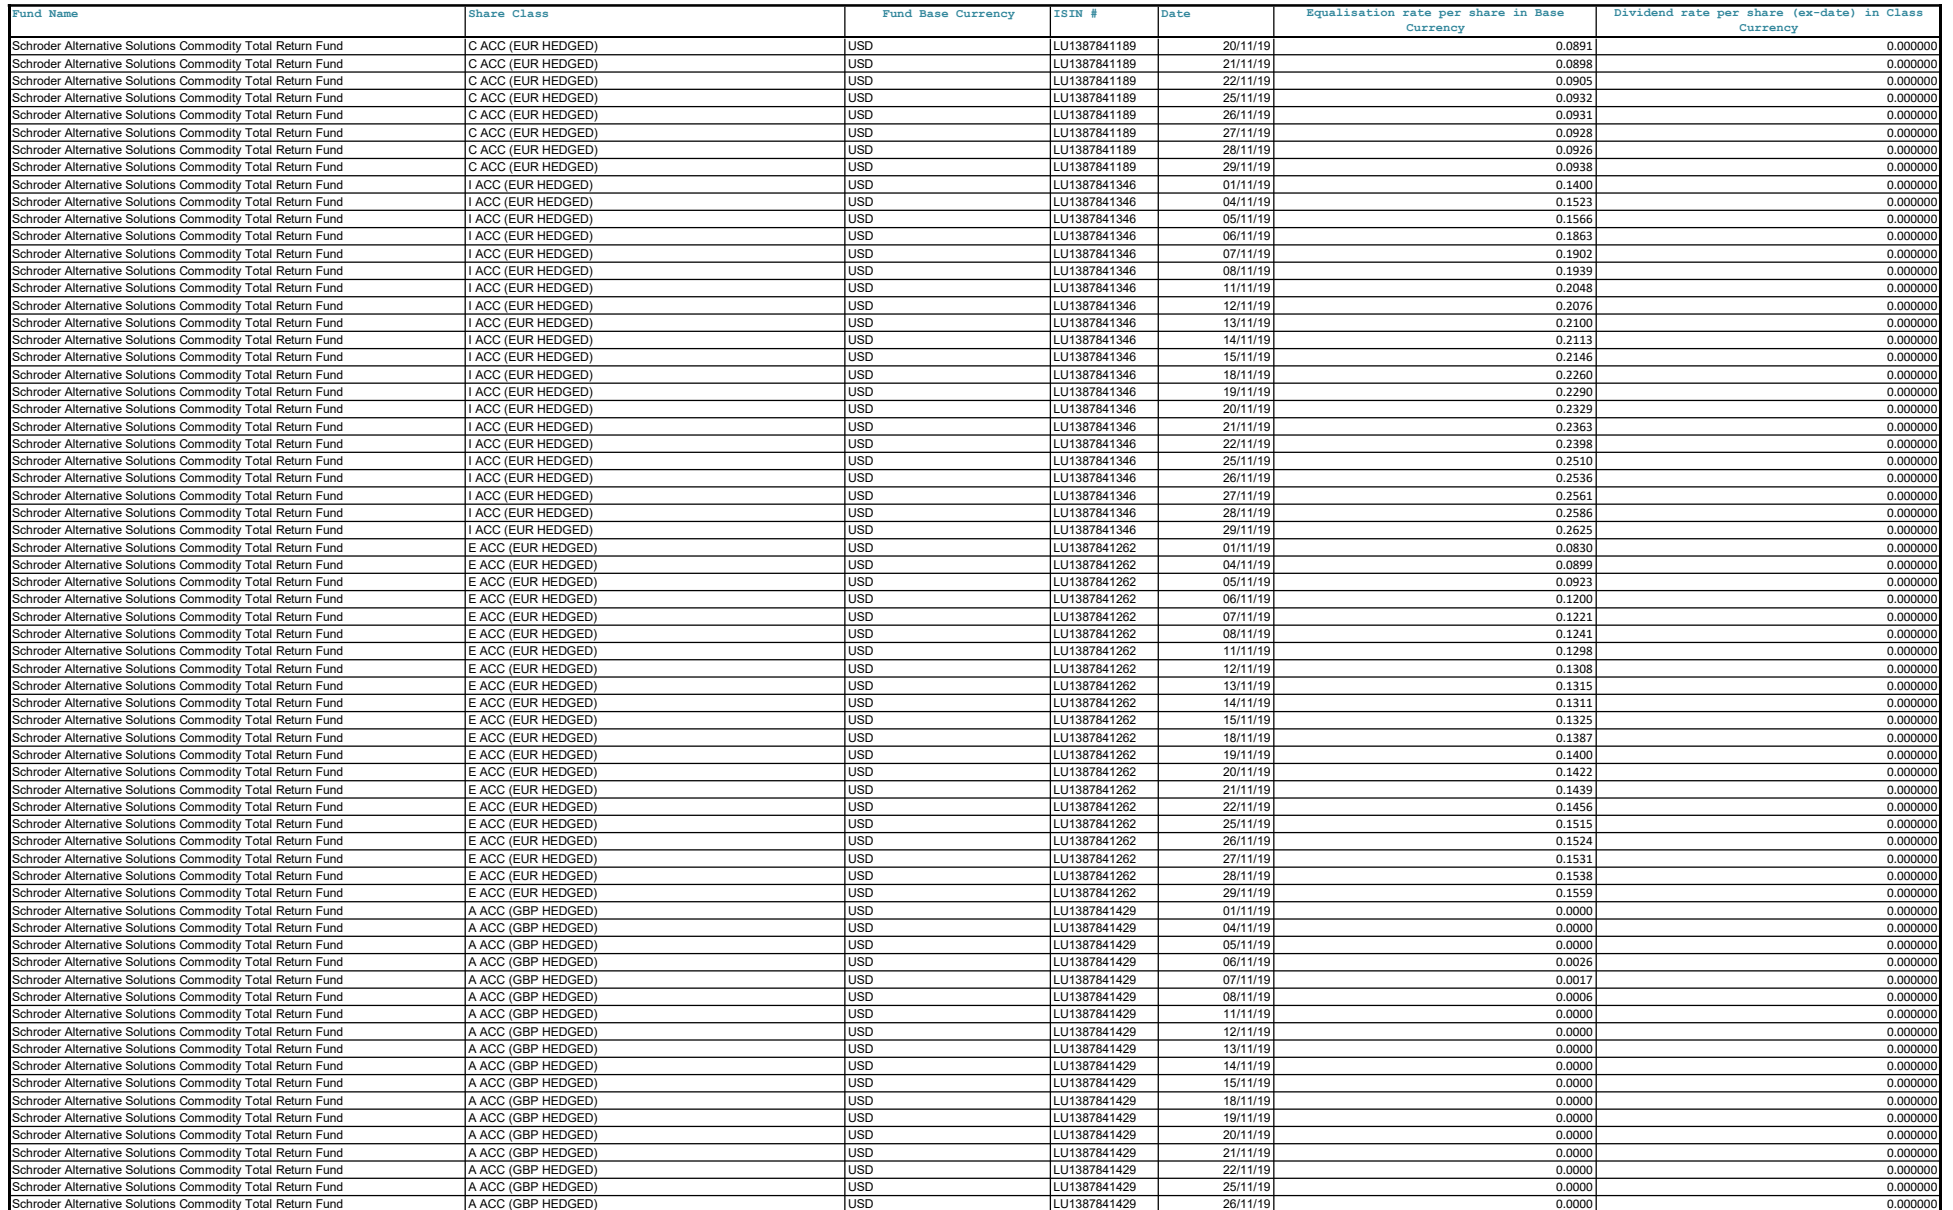 Fund Name Share Class Fund Base Currency ISIN # Date Equalisation rate per share in Base Currency Dividend rate per share (ex-date) in Class Currency
Schroder Alternative Solutions Commodity Total Return Fund C ACC (EUR HEDGED) USD LU1387841189 20/11/19 0.0891 0.000000
Schroder Alternative Solutions Commodity Total Return Fund C ACC (EUR HEDGED) USD LU1387841189 21/11/19 0.0898 0.000000
Schroder Alternative Solutions Commodity Total Return Fund C ACC (EUR HEDGED) USD LU1387841189 22/11/19 0.0905 0.000000
Schroder Alternative Solutions Commodity Total Return Fund C ACC (EUR HEDGED) USD LU1387841189 25/11/19 0.0932 0.000000
Schroder Alternative Solutions Commodity Total Return Fund C ACC (EUR HEDGED) USD LU1387841189 26/11/19 0.0931 0.000000
Schroder Alternative Solutions Commodity Total Return Fund C ACC (EUR HEDGED) USD LU1387841189 27/11/19 0.0928 0.000000
Schroder Alternative Solutions Commodity Total Return Fund C ACC (EUR HEDGED) USD LU1387841189 28/11/19 0.0926 0.000000
Schroder Alternative Solutions Commodity Total Return Fund C ACC (EUR HEDGED) USD LU1387841189 29/11/19 0.0938 0.000000
Schroder Alternative Solutions Commodity Total Return Fund I ACC (EUR HEDGED) USD LU1387841346 01/11/19 0.1400 0.000000
Schroder Alternative Solutions Commodity Total Return Fund I ACC (EUR HEDGED) USD LU1387841346 04/11/19 0.1523 0.000000
Schroder Alternative Solutions Commodity Total Return Fund I ACC (EUR HEDGED) USD LU1387841346 05/11/19 0.1566 0.000000
Schroder Alternative Solutions Commodity Total Return Fund I ACC (EUR HEDGED) USD LU1387841346 06/11/19 0.1863 0.000000
Schroder Alternative Solutions Commodity Total Return Fund I ACC (EUR HEDGED) USD LU1387841346 07/11/19 0.1902 0.000000
Schroder Alternative Solutions Commodity Total Return Fund I ACC (EUR HEDGED) USD LU1387841346 08/11/19 0.1939 0.000000
Schroder Alternative Solutions Commodity Total Return Fund I ACC (EUR HEDGED) USD LU1387841346 11/11/19 0.2048 0.000000
Schroder Alternative Solutions Commodity Total Return Fund I ACC (EUR HEDGED) USD LU1387841346 12/11/19 0.2076 0.000000
Schroder Alternative Solutions Commodity Total Return Fund I ACC (EUR HEDGED) USD LU1387841346 13/11/19 0.2100 0.000000
Schroder Alternative Solutions Commodity Total Return Fund I ACC (EUR HEDGED) USD LU1387841346 14/11/19 0.2113 0.000000
Schroder Alternative Solutions Commodity Total Return Fund I ACC (EUR HEDGED) USD LU1387841346 15/11/19 0.2146 0.000000
Schroder Alternative Solutions Commodity Total Return Fund I ACC (EUR HEDGED) USD LU1387841346 18/11/19 0.2260 0.000000
Schroder Alternative Solutions Commodity Total Return Fund I ACC (EUR HEDGED) USD LU1387841346 19/11/19 0.2290 0.000000
Schroder Alternative Solutions Commodity Total Return Fund I ACC (EUR HEDGED) USD LU1387841346 20/11/19 0.2329 0.000000
Schroder Alternative Solutions Commodity Total Return Fund I ACC (EUR HEDGED) USD LU1387841346 21/11/19 0.2363 0.000000
Schroder Alternative Solutions Commodity Total Return Fund I ACC (EUR HEDGED) USD LU1387841346 22/11/19 0.2398 0.000000
Schroder Alternative Solutions Commodity Total Return Fund I ACC (EUR HEDGED) USD LU1387841346 25/11/19 0.2510 0.000000
Schroder Alternative Solutions Commodity Total Return Fund I ACC (EUR HEDGED) USD LU1387841346 26/11/19 0.2536 0.000000
Schroder Alternative Solutions Commodity Total Return Fund I ACC (EUR HEDGED) USD LU1387841346 27/11/19 0.2561 0.000000
Schroder Alternative Solutions Commodity Total Return Fund I ACC (EUR HEDGED) USD LU1387841346 28/11/19 0.2586 0.000000
Schroder Alternative Solutions Commodity Total Return Fund I ACC (EUR HEDGED) USD LU1387841346 29/11/19 0.2625 0.000000
Schroder Alternative Solutions Commodity Total Return Fund E ACC (EUR HEDGED) USD LU1387841262 01/11/19 0.0830 0.000000
Schroder Alternative Solutions Commodity Total Return Fund E ACC (EUR HEDGED) USD LU1387841262 04/11/19 0.0899 0.000000
Schroder Alternative Solutions Commodity Total Return Fund E ACC (EUR HEDGED) USD LU1387841262 05/11/19 0.0923 0.000000
Schroder Alternative Solutions Commodity Total Return Fund E ACC (EUR HEDGED) USD LU1387841262 06/11/19 0.1200 0.000000
Schroder Alternative Solutions Commodity Total Return Fund E ACC (EUR HEDGED) USD LU1387841262 07/11/19 0.1221 0.000000
Schroder Alternative Solutions Commodity Total Return Fund E ACC (EUR HEDGED) USD LU1387841262 08/11/19 0.1241 0.000000
Schroder Alternative Solutions Commodity Total Return Fund E ACC (EUR HEDGED) USD LU1387841262 11/11/19 0.1298 0.000000
Schroder Alternative Solutions Commodity Total Return Fund E ACC (EUR HEDGED) USD LU1387841262 12/11/19 0.1308 0.000000
Schroder Alternative Solutions Commodity Total Return Fund E ACC (EUR HEDGED) USD LU1387841262 13/11/19 0.1315 0.000000
Schroder Alternative Solutions Commodity Total Return Fund E ACC (EUR HEDGED) USD LU1387841262 14/11/19 0.1311 0.000000
Schroder Alternative Solutions Commodity Total Return Fund E ACC (EUR HEDGED) USD LU1387841262 15/11/19 0.1325 0.000000
Schroder Alternative Solutions Commodity Total Return Fund E ACC (EUR HEDGED) USD LU1387841262 18/11/19 0.1387 0.000000
Schroder Alternative Solutions Commodity Total Return Fund E ACC (EUR HEDGED) USD LU1387841262 19/11/19 0.1400 0.000000
Schroder Alternative Solutions Commodity Total Return Fund E ACC (EUR HEDGED) USD LU1387841262 20/11/19 0.1422 0.000000
Schroder Alternative Solutions Commodity Total Return Fund E ACC (EUR HEDGED) USD LU1387841262 21/11/19 0.1439 0.000000
Schroder Alternative Solutions Commodity Total Return Fund E ACC (EUR HEDGED) USD LU1387841262 22/11/19 0.1456 0.000000
Schroder Alternative Solutions Commodity Total Return Fund E ACC (EUR HEDGED) USD LU1387841262 25/11/19 0.1515 0.000000
Schroder Alternative Solutions Commodity Total Return Fund E ACC (EUR HEDGED) USD LU1387841262 26/11/19 0.1524 0.000000
Schroder Alternative Solutions Commodity Total Return Fund E ACC (EUR HEDGED) USD LU1387841262 27/11/19 0.1531 0.000000
Schroder Alternative Solutions Commodity Total Return Fund E ACC (EUR HEDGED) USD LU1387841262 28/11/19 0.1538 0.000000
Schroder Alternative Solutions Commodity Total Return Fund E ACC (EUR HEDGED) USD LU1387841262 29/11/19 0.1559 0.000000
Schroder Alternative Solutions Commodity Total Return Fund A ACC (GBP HEDGED) USD LU1387841429 01/11/19 0.0000 0.000000
Schroder Alternative Solutions Commodity Total Return Fund A ACC (GBP HEDGED) USD LU1387841429 04/11/19 0.0000 0.000000
Schroder Alternative Solutions Commodity Total Return Fund A ACC (GBP HEDGED) USD LU1387841429 05/11/19 0.0000 0.000000
Schroder Alternative Solutions Commodity Total Return Fund A ACC (GBP HEDGED) USD LU1387841429 06/11/19 0.0026 0.000000
Schroder Alternative Solutions Commodity Total Return Fund A ACC (GBP HEDGED) USD LU1387841429 07/11/19 0.0017 0.000000
Schroder Alternative Solutions Commodity Total Return Fund A ACC (GBP HEDGED) USD LU1387841429 08/11/19 0.0006 0.000000
Schroder Alternative Solutions Commodity Total Return Fund A ACC (GBP HEDGED) USD LU1387841429 11/11/19 0.0000 0.000000
Schroder Alternative Solutions Commodity Total Return Fund A ACC (GBP HEDGED) USD LU1387841429 12/11/19 0.0000 0.000000
Schroder Alternative Solutions Commodity Total Return Fund A ACC (GBP HEDGED) USD LU1387841429 13/11/19 0.0000 0.000000
Schroder Alternative Solutions Commodity Total Return Fund A ACC (GBP HEDGED) USD LU1387841429 14/11/19 0.0000 0.000000
Schroder Alternative Solutions Commodity Total Return Fund A ACC (GBP HEDGED) USD LU1387841429 15/11/19 0.0000 0.000000
Schroder Alternative Solutions Commodity Total Return Fund A ACC (GBP HEDGED) USD LU1387841429 18/11/19 0.0000 0.000000
Schroder Alternative Solutions Commodity Total Return Fund A ACC (GBP HEDGED) USD LU1387841429 19/11/19 0.0000 0.000000
Schroder Alternative Solutions Commodity Total Return Fund A ACC (GBP HEDGED) USD LU1387841429 20/11/19 0.0000 0.000000
Schroder Alternative Solutions Commodity Total Return Fund A ACC (GBP HEDGED) USD LU1387841429 21/11/19 0.0000 0.000000
Schroder Alternative Solutions Commodity Total Return Fund A ACC (GBP HEDGED) USD LU1387841429 22/11/19 0.0000 0.000000
Schroder Alternative Solutions Commodity Total Return Fund A ACC (GBP HEDGED) USD LU1387841429 25/11/19 0.0000 0.000000
Schroder Alternative Solutions Commodity Total Return Fund A ACC (GBP HEDGED) USD LU1387841429 26/11/19 0.0000 0.000000